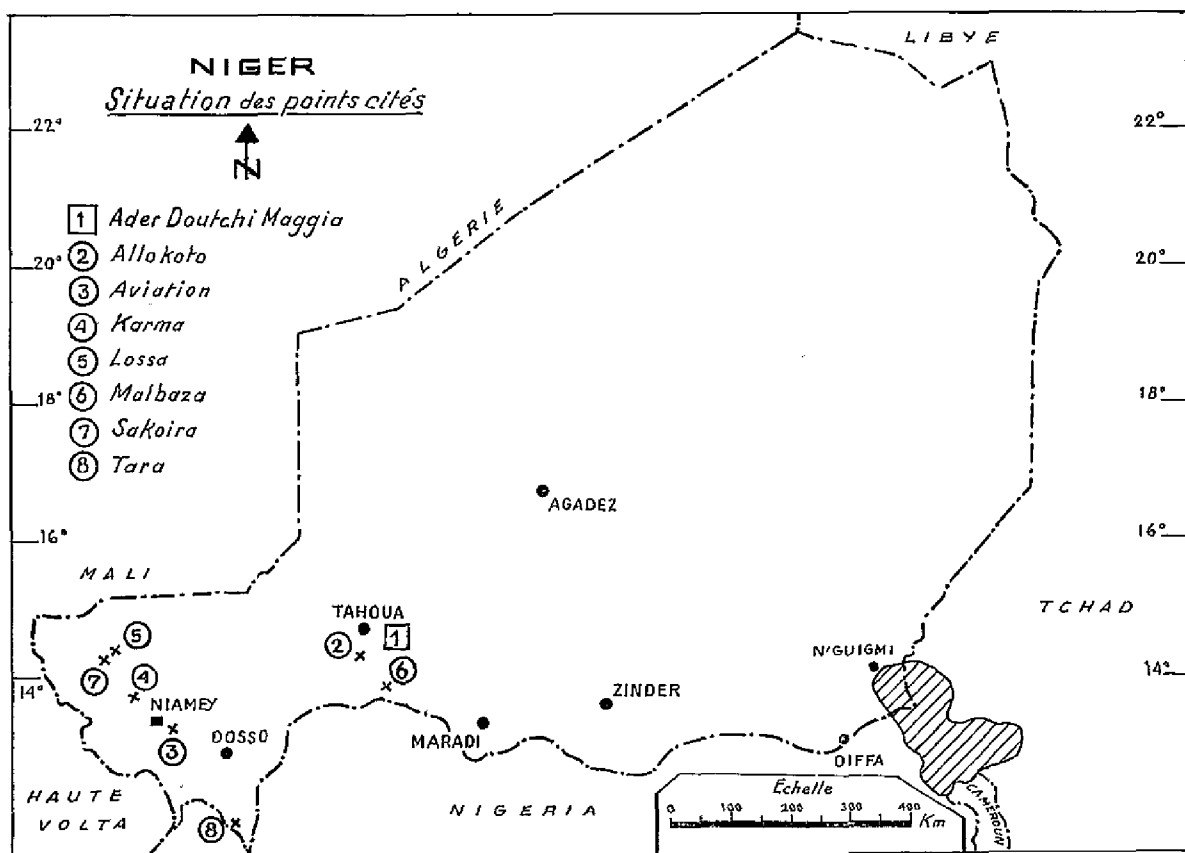 NIGER
Situation des points cités
N
1 Ader Doutchi Maggia
2 Allokoto
3 Aviation
4 Karma
5 Lossa
6 Malbaza
7 Sakoira
8 Tara
LIBYE
ALGERIE
22° 22°
20° 20°
18° 18°
16° 16°
14° 14°
AGADEZ
MALI
TCHAD
TAHOUA
1
2
5
6
7
4
N'GUIGMI
NIAMEY
ZINDER
3
DOSSO
MARADI
DIFFA
HAUTE
VOLTA
8
NIGERIA
CAMEROUN
Echelle
0 100 200 300 400
Km